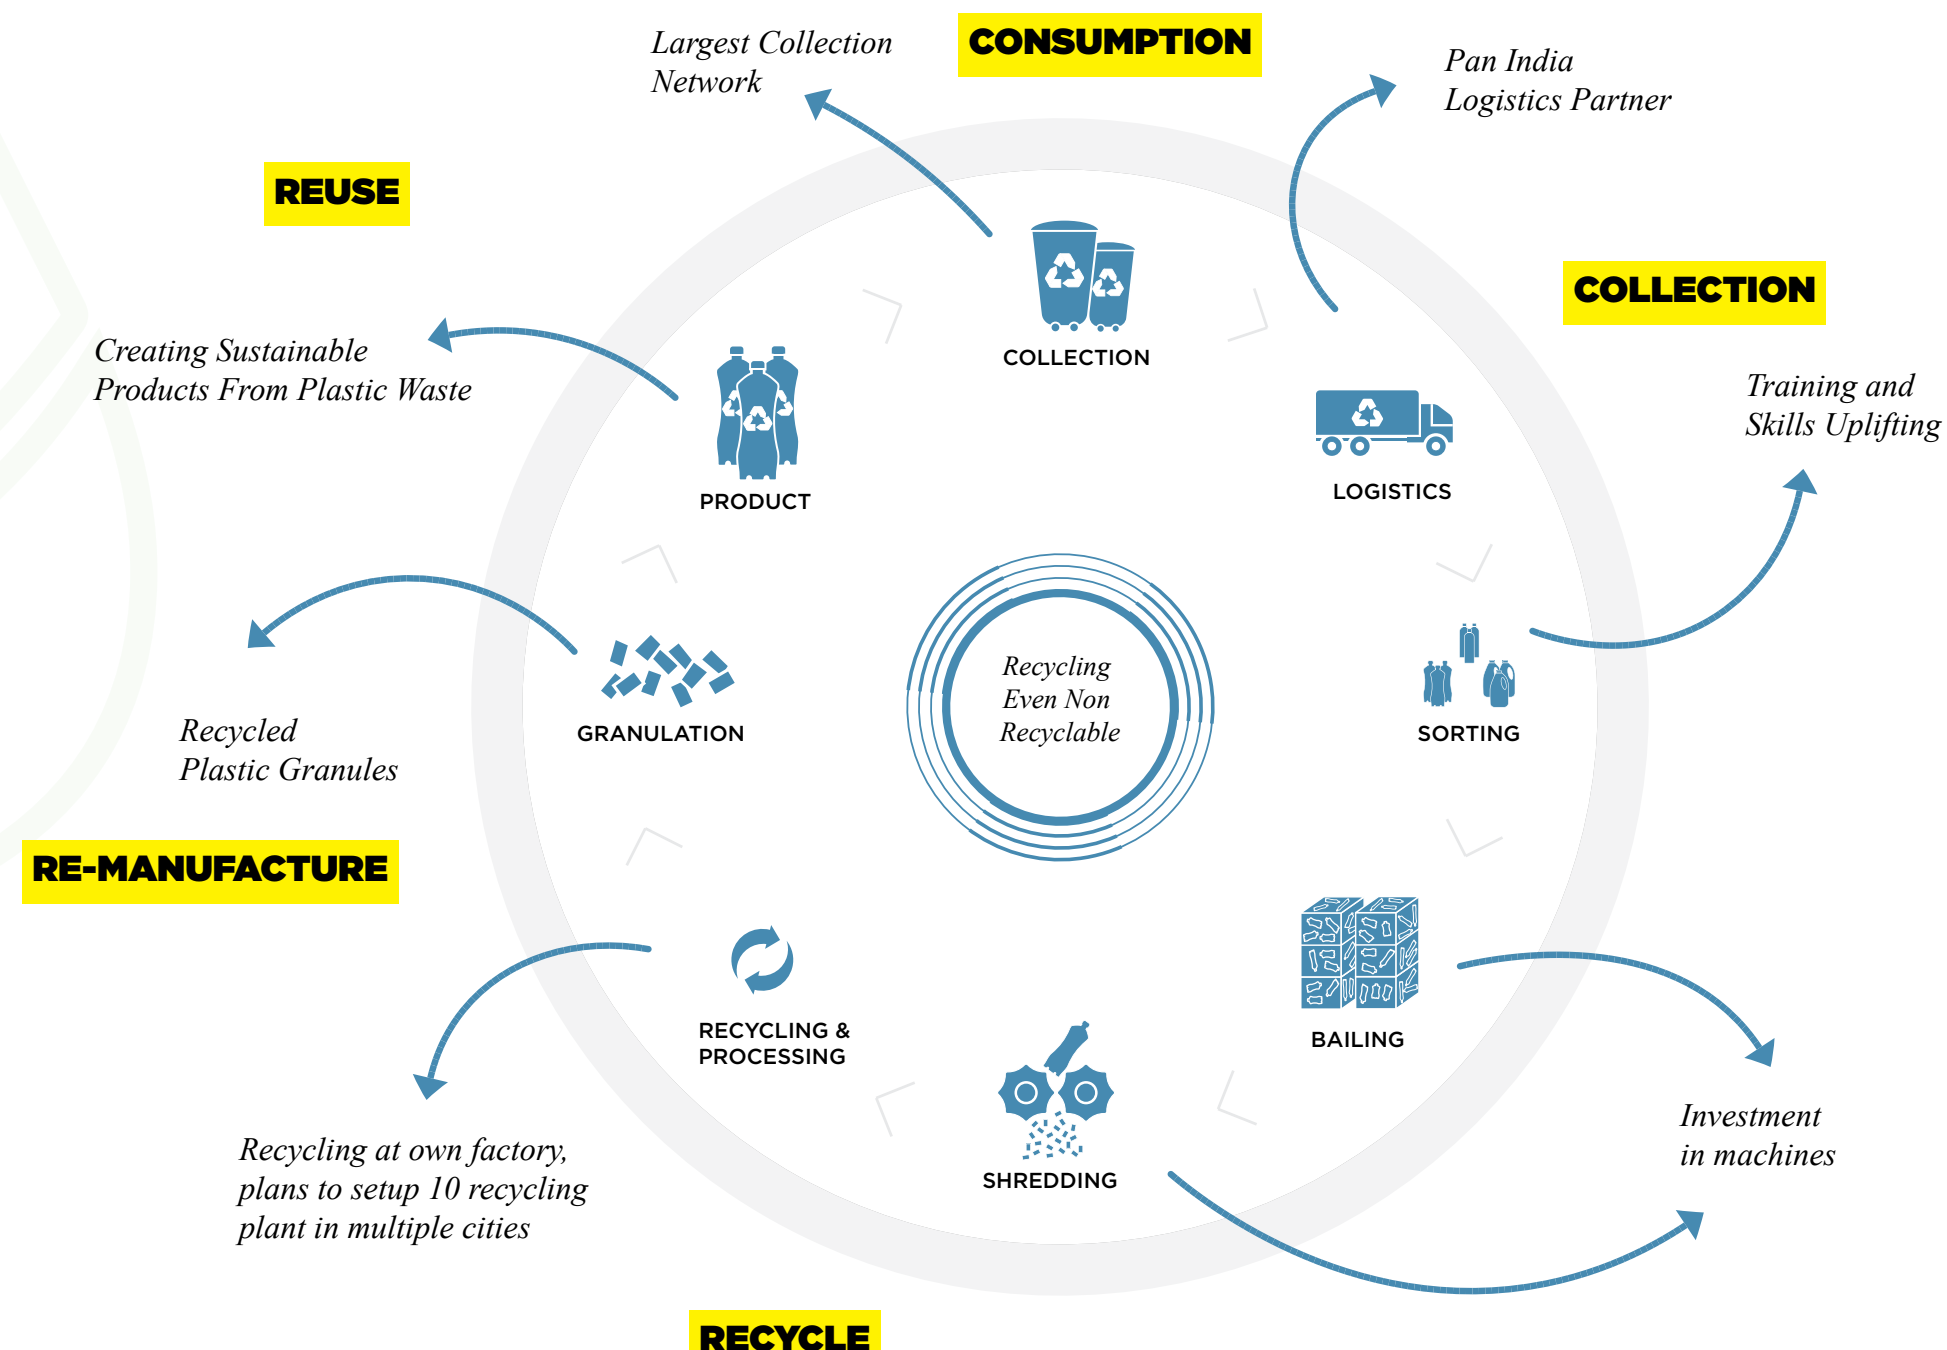 Largest Collection
Network
CONSUMPTION
Pan India
Logistics Partner
REUSE
COLLECTION
Creating Sustainable
Products From Plastic Waste
COLLECTION
Training and
Skills Uplifting
PRODUCT
LOGISTICS
Recycling
Even Non
Recyclable
Recycled
Plastic Granules
GRANULATION
SORTING
RE-MANUFACTURE
RECYCLING &
PROCESSING
BAILING
Recycling at own factory,
plans to setup 10 recycling
plant in multiple cities
SHREDDING
Investment
in machines
RECYCLE